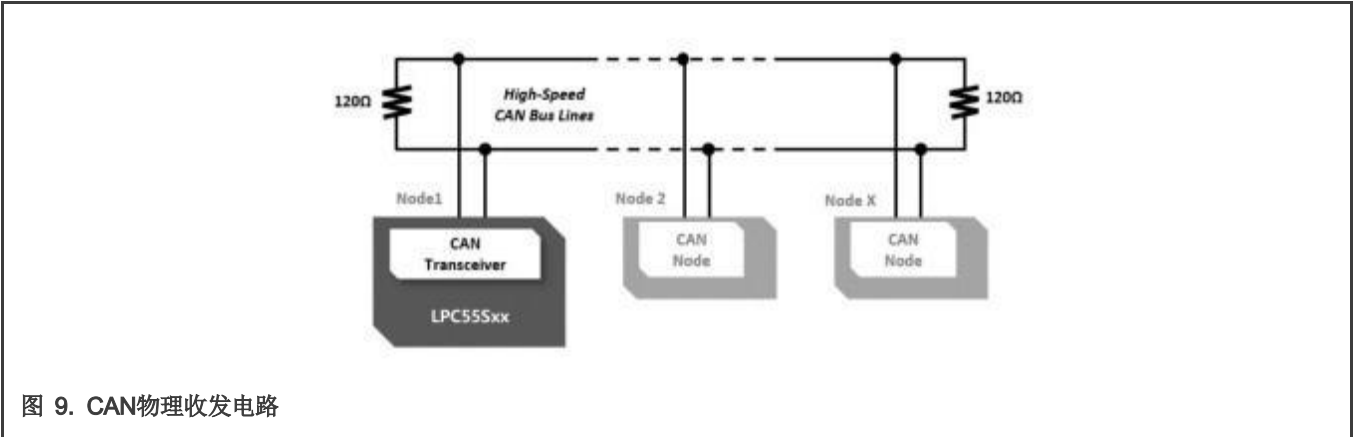 120Ω
High-Speed
CAN Bus Lines
120Ω
Node1
Node 2
Node X
CAN
Transceiver
LPC55Sxx
CAN
Node
CAN
Node
图 9. CAN物理收发电路